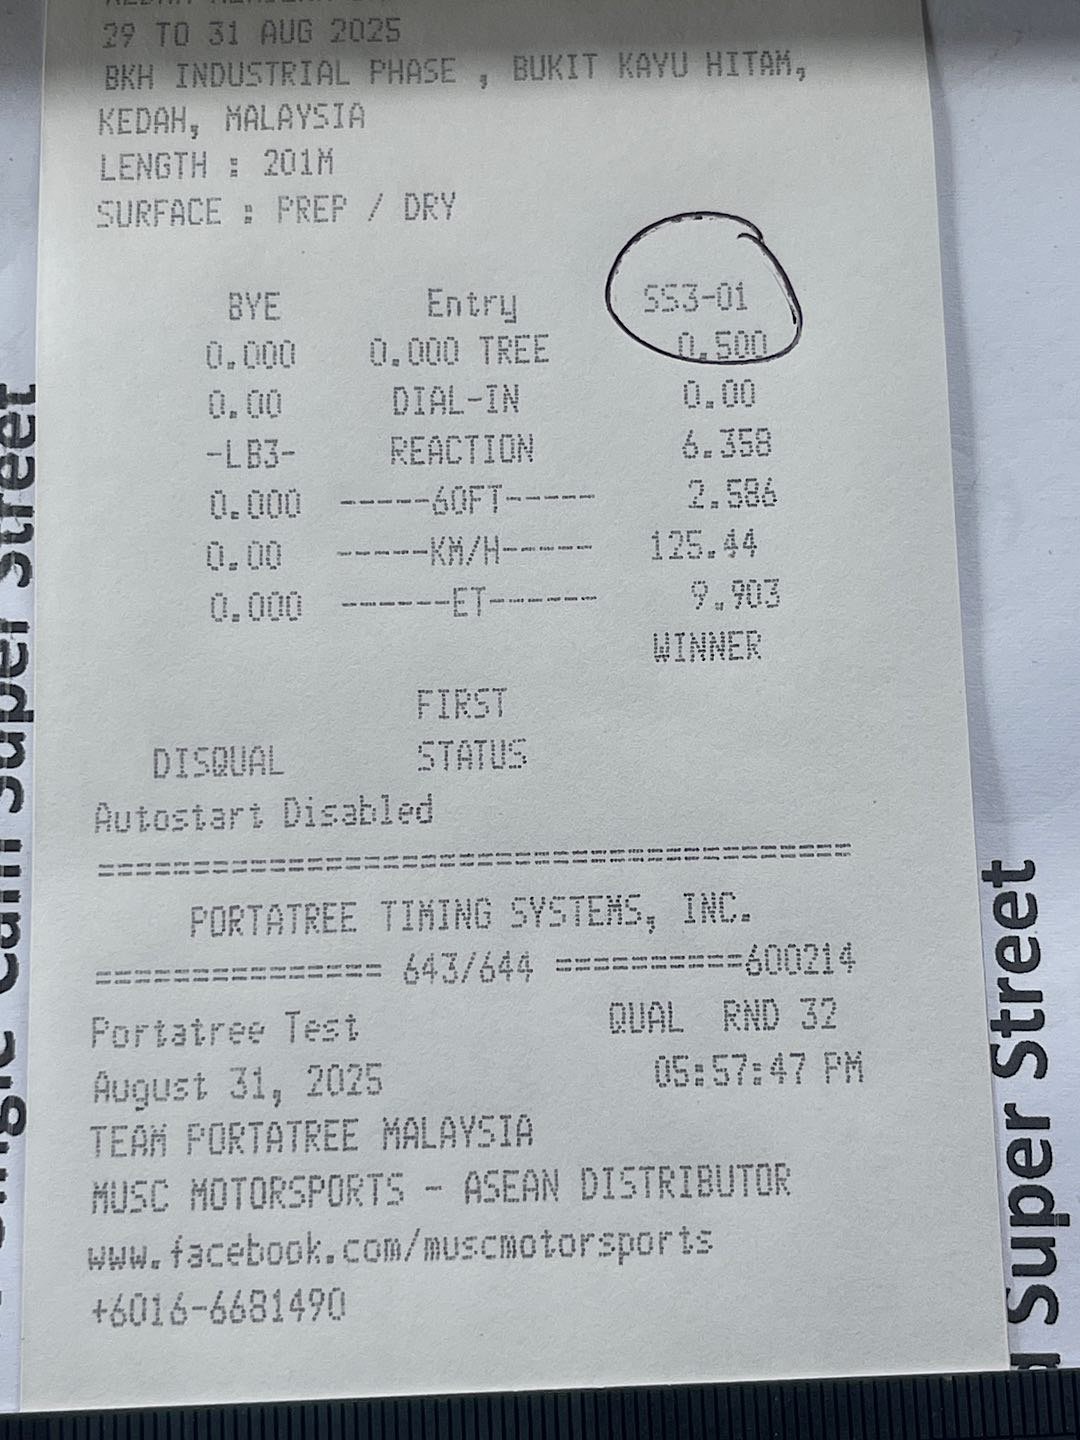 29 TO 31 AUG 2025
BKH INDUSTRIAL PHASE , BUKIT KAYU HITAM,
KEDAH, MALAYSIA
LENGTH : 201M
SURFACE : PREP / DRY
BYE Entry SS3-01
0.000 0.000 TREE 0.500
0.00 DIAL-IN 0.00
-LB3- REACTION 6.358
0.000 -----60FT----- 2.586
0.00 -----KM/H----- 125.44
0.000 ------ET------ 9.903
WINNER
FIRST
DISQUAL STATUS
Autostart Disabled
=========================================
PORTATREE TIMING SYSTEMS, INC.
=============== 643/644 ==========600214
Portatree Test QUAL RND 32
August 31, 2025 05:57:47 PM
TEAM PORTATREE MALAYSIA
MUSC MOTORSPORTS - ASEAN DISTRIBUTOR
www.facebook.com/muscmotorsports
+6016-6681490
Super Street
Super Street